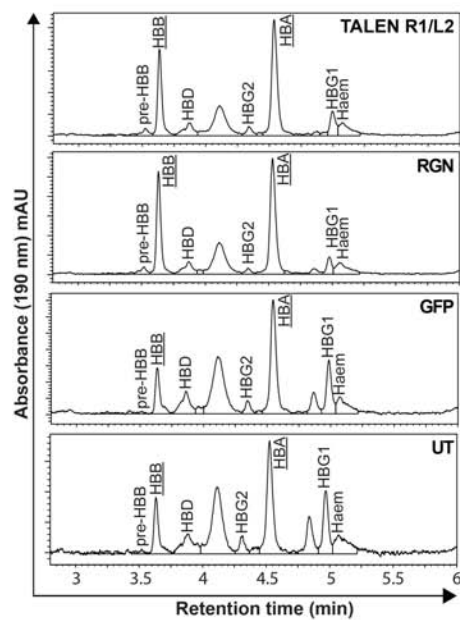 Absorbance (190 nm) mAU
TALEN R1/L2
pre-HBB
HBB
HBD
HBG2
HBA
HBG1
Haem
RGN
pre-HBB
HBB
HBD
HBG2
HBA
HBG1
Haem
GFP
pre-HBB
HBB
HBD
HBG2
HBA
HBG1
Haem
UT
pre-HBB
HBB
HBD
HBG2
HBA
HBG1
Haem
3 3.5 4 4.5 5 5.5 6
Retention time (min)